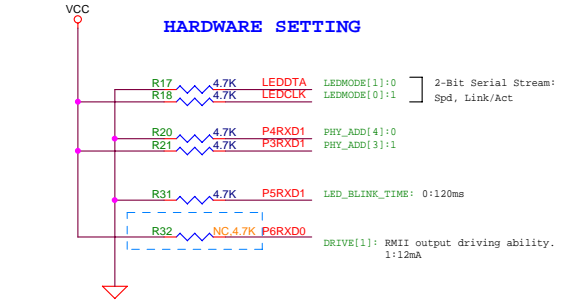 VCC
HARDWARE SETTING
R17 4.7K LEDDTA LEDMODE[1]:0
R18 4.7K LEDCLK LEDMODE[0]:1
2-Bit Serial Stream:
Spd, Link/Act
R20 4.7K P4RXD1 PHY_ADD[4]:0
R21 4.7K P3RXD1 PHY_ADD[3]:1
R31 4.7K P5RXD1 LED_BLINK_TIME: 0:120ms
R32 NC,4.7K P6RXD0
DRIVE[1]: RMII output driving ability.
1:12mA